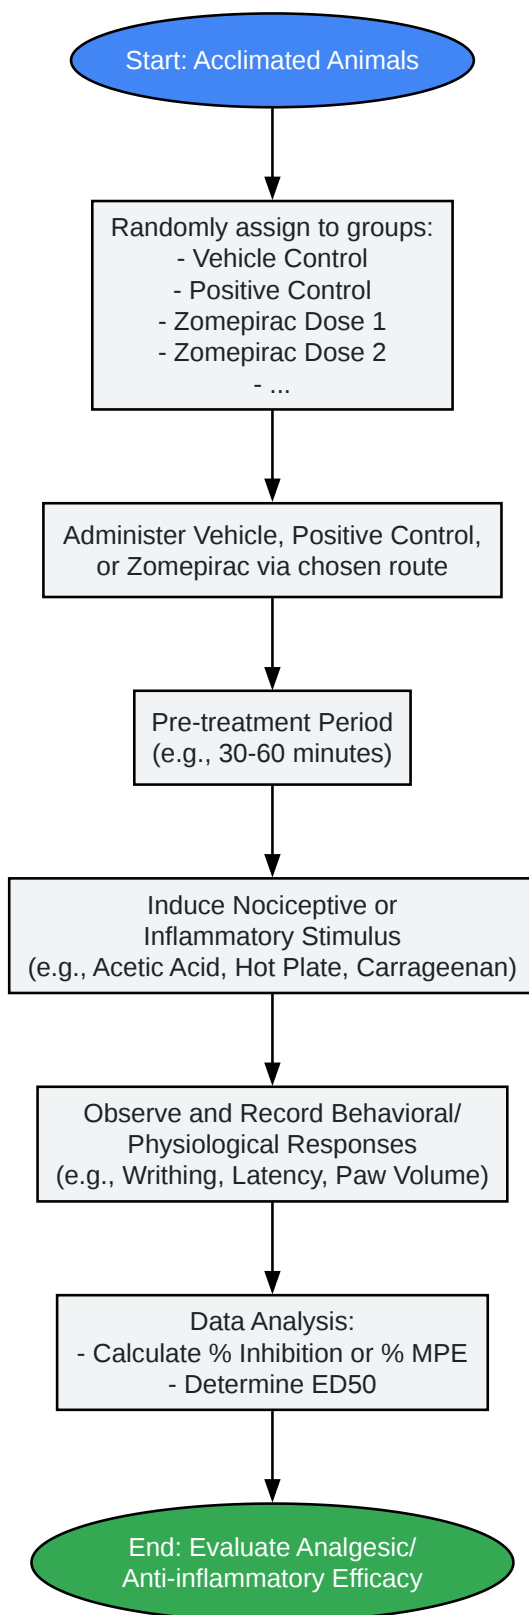 Start: Acclimated Animals
Randomly assign to groups:
- Vehicle Control
- Positive Control
- Zomepirac Dose 1
- Zomepirac Dose 2
- ...
Administer Vehicle, Positive Control,
or Zomepirac via chosen route
Pre-treatment Period
(e.g., 30-60 minutes)
Induce Nociceptive or
Inflammatory Stimulus
(e.g., Acetic Acid, Hot Plate, Carrageenan)
Observe and Record Behavioral/
Physiological Responses
(e.g., Writhing, Latency, Paw Volume)
Data Analysis:
- Calculate % Inhibition or % MPE
- Determine ED50
End: Evaluate Analgesic/
Anti-inflammatory Efficacy